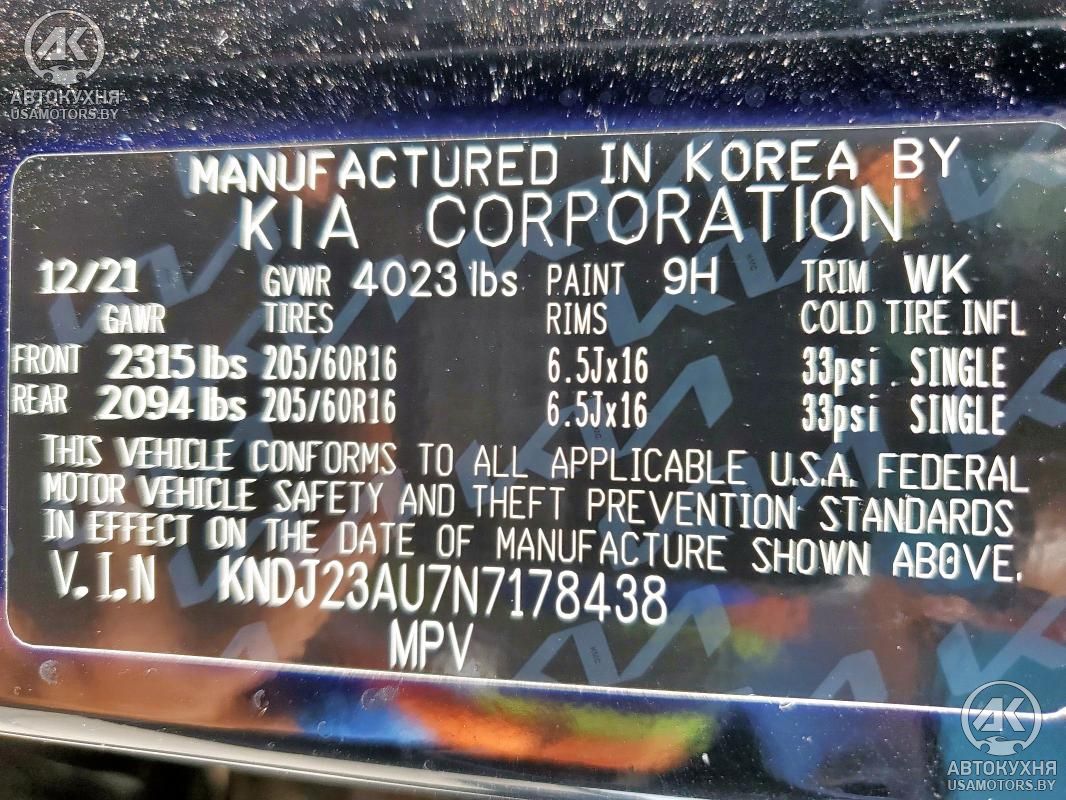 AK
АВТОКУХНЯ
USAMOTORS.BY
MANUFACTURED IN KOREA BY
KIA CORPORATION
12/21 GVWR 4023 lbs PAINT 9H TRIM WK
GAWR TIRES RIMS COLD TIRE INFL
FRONT 2315 lbs 205/60R16 6.5Jx16 33psi . SINGLE
REAR 2094 lbs 205/60R16 6.5Jx16 33psi . SINGLE
THIS VEHICLE CONFORMS TO ALL APPLICABLE U.S.A. FEDERAL
MOTOR VEHICLE SAFETY AND THEFT PREVENTION STANDARDS
IN EFFECT ON THE DATE OF MANUFACTURE SHOWN ABOVE.
V.I.N KNDJ23AU7N7178438
MPV
AK
АВТОКУХНЯ
USAMOTORS.BY